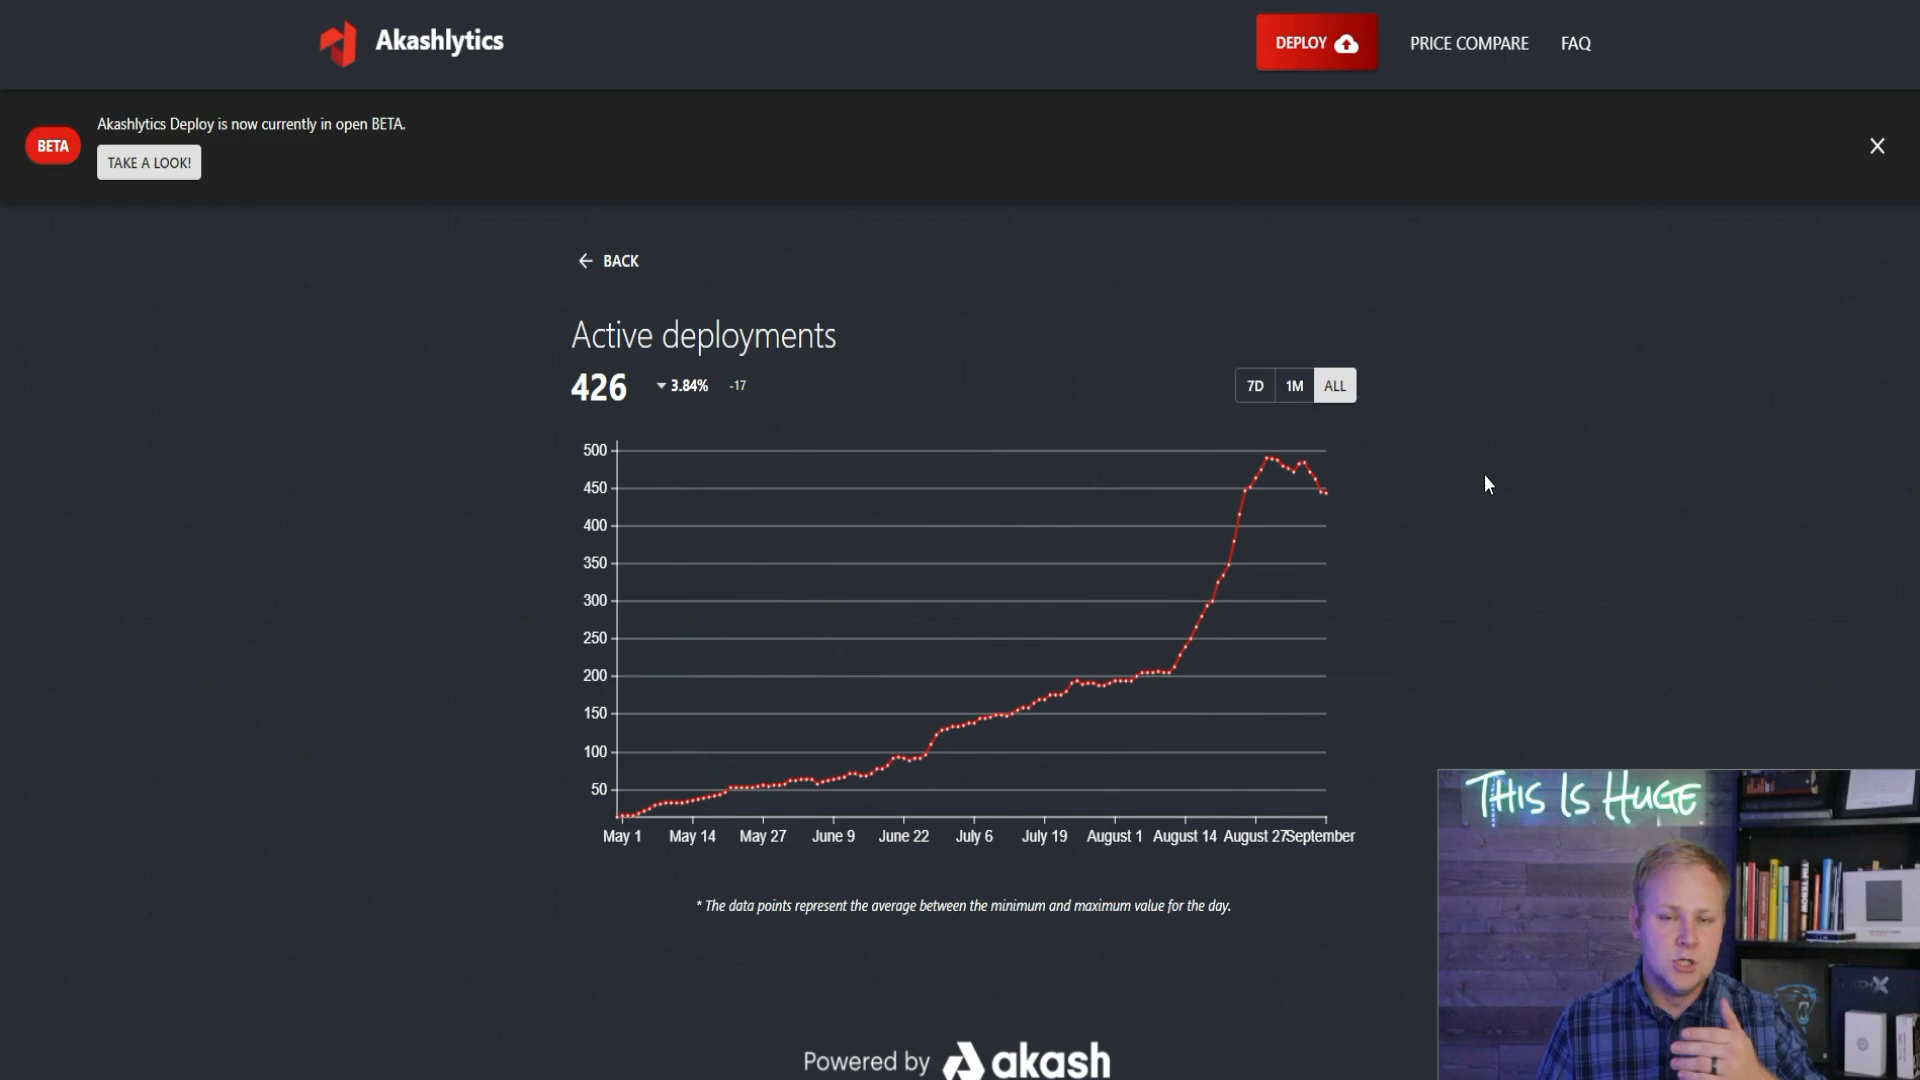 Akashlytics
DEPLOY
PRICE COMPARE
FAQ
BETA
Akashlytics Deploy is now currently in open BETA.
TAKE A LOOK!
BACK
Active deployments
426
3.84%
-17
7D
1M
ALL
500
450
400
350
300
250
200
150
100
50
May 1
May 14
May 27
June 9
June 22
July 6
July 19
August 1
August 14
August 27
September
* The data points represent the average between the minimum and maximum value for the day.
Powered by akash
THIS IS HUGE